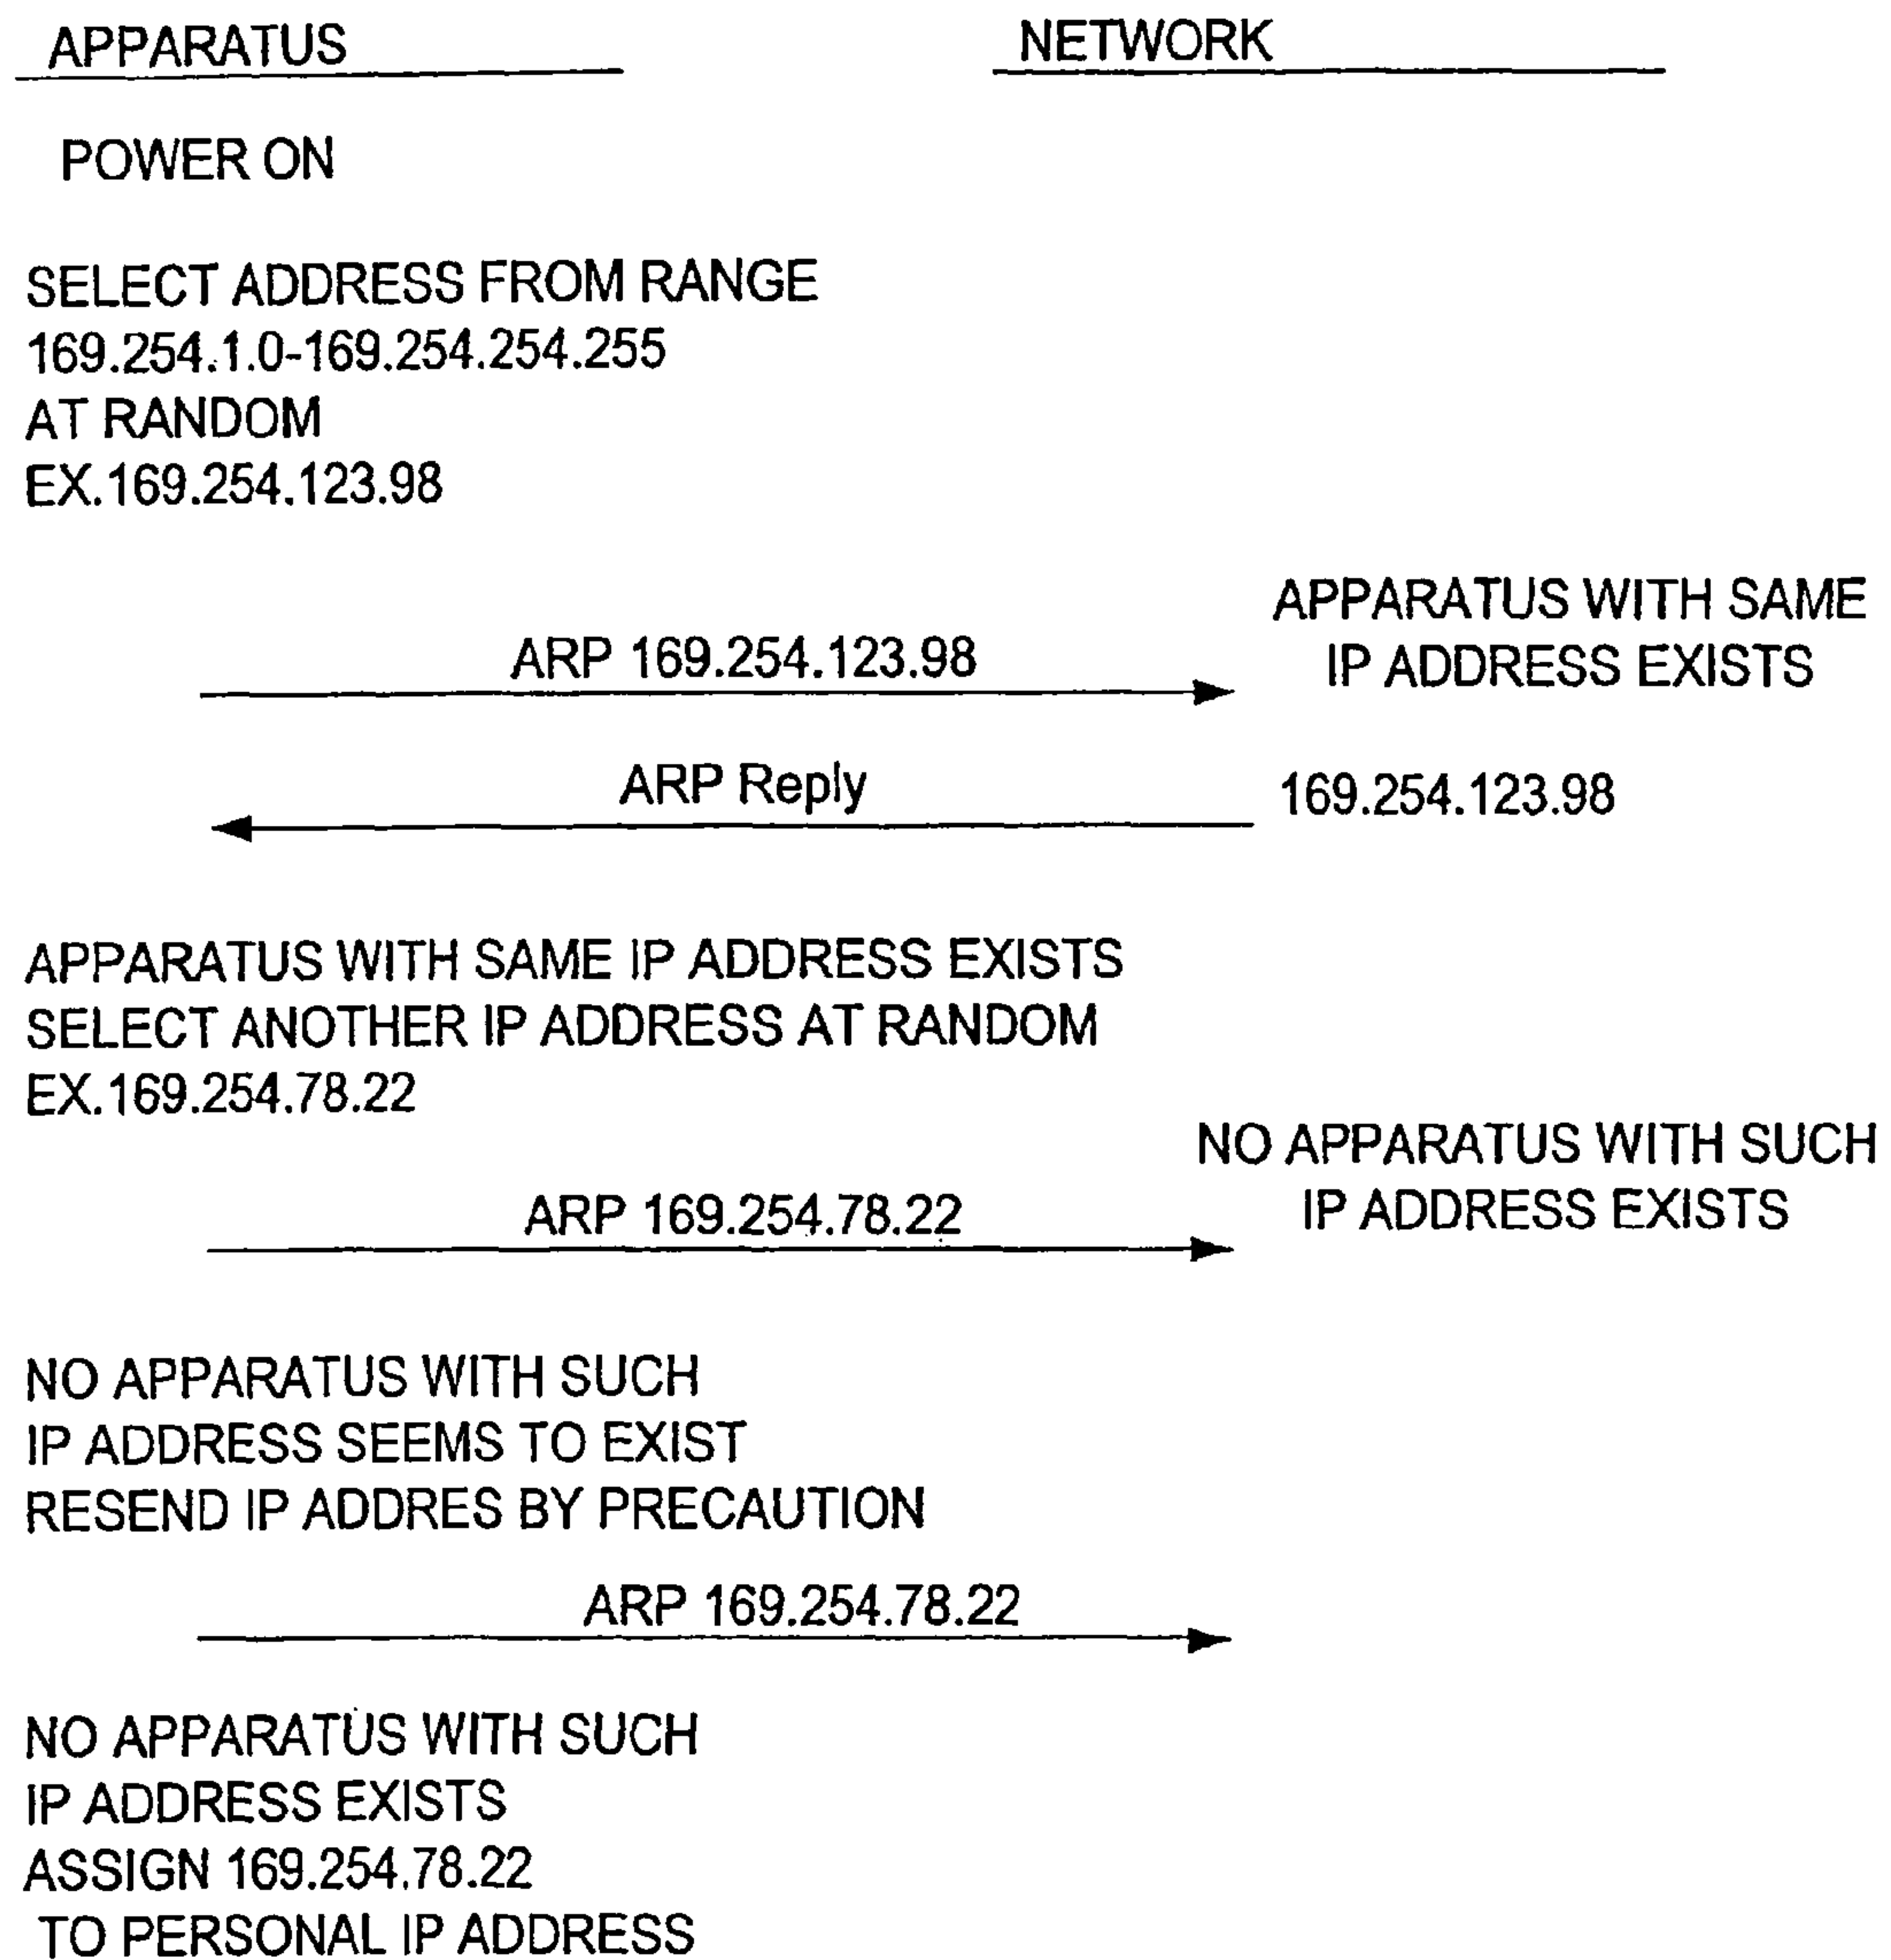 APPARATUS
NETWORK
POWER ON
SELECT ADDRESS FROM RANGE
169.254.1.0-169.254.254.255
AT RANDOM
EX.169.254.123.98
APPARATUS WITH SAME
IP ADDRESS EXISTS
ARP 169.254.123.98
ARP Reply
169.254.123.98
APPARATUS WITH SAME IP ADDRESS EXISTS
SELECT ANOTHER IP ADDRESS AT RANDOM
EX.169.254.78.22
NO APPARATUS WITH SUCH
IP ADDRESS EXISTS
ARP 169.254.78.22
NO APPARATUS WITH SUCH
IP ADDRESS SEEMS TO EXIST
RESEND IP ADDRES BY PRECAUTION
ARP 169.254.78.22
NO APPARATUS WITH SUCH
IP ADDRESS EXISTS
ASSIGN 169.254.78.22
TO PERSONAL IP ADDRESS